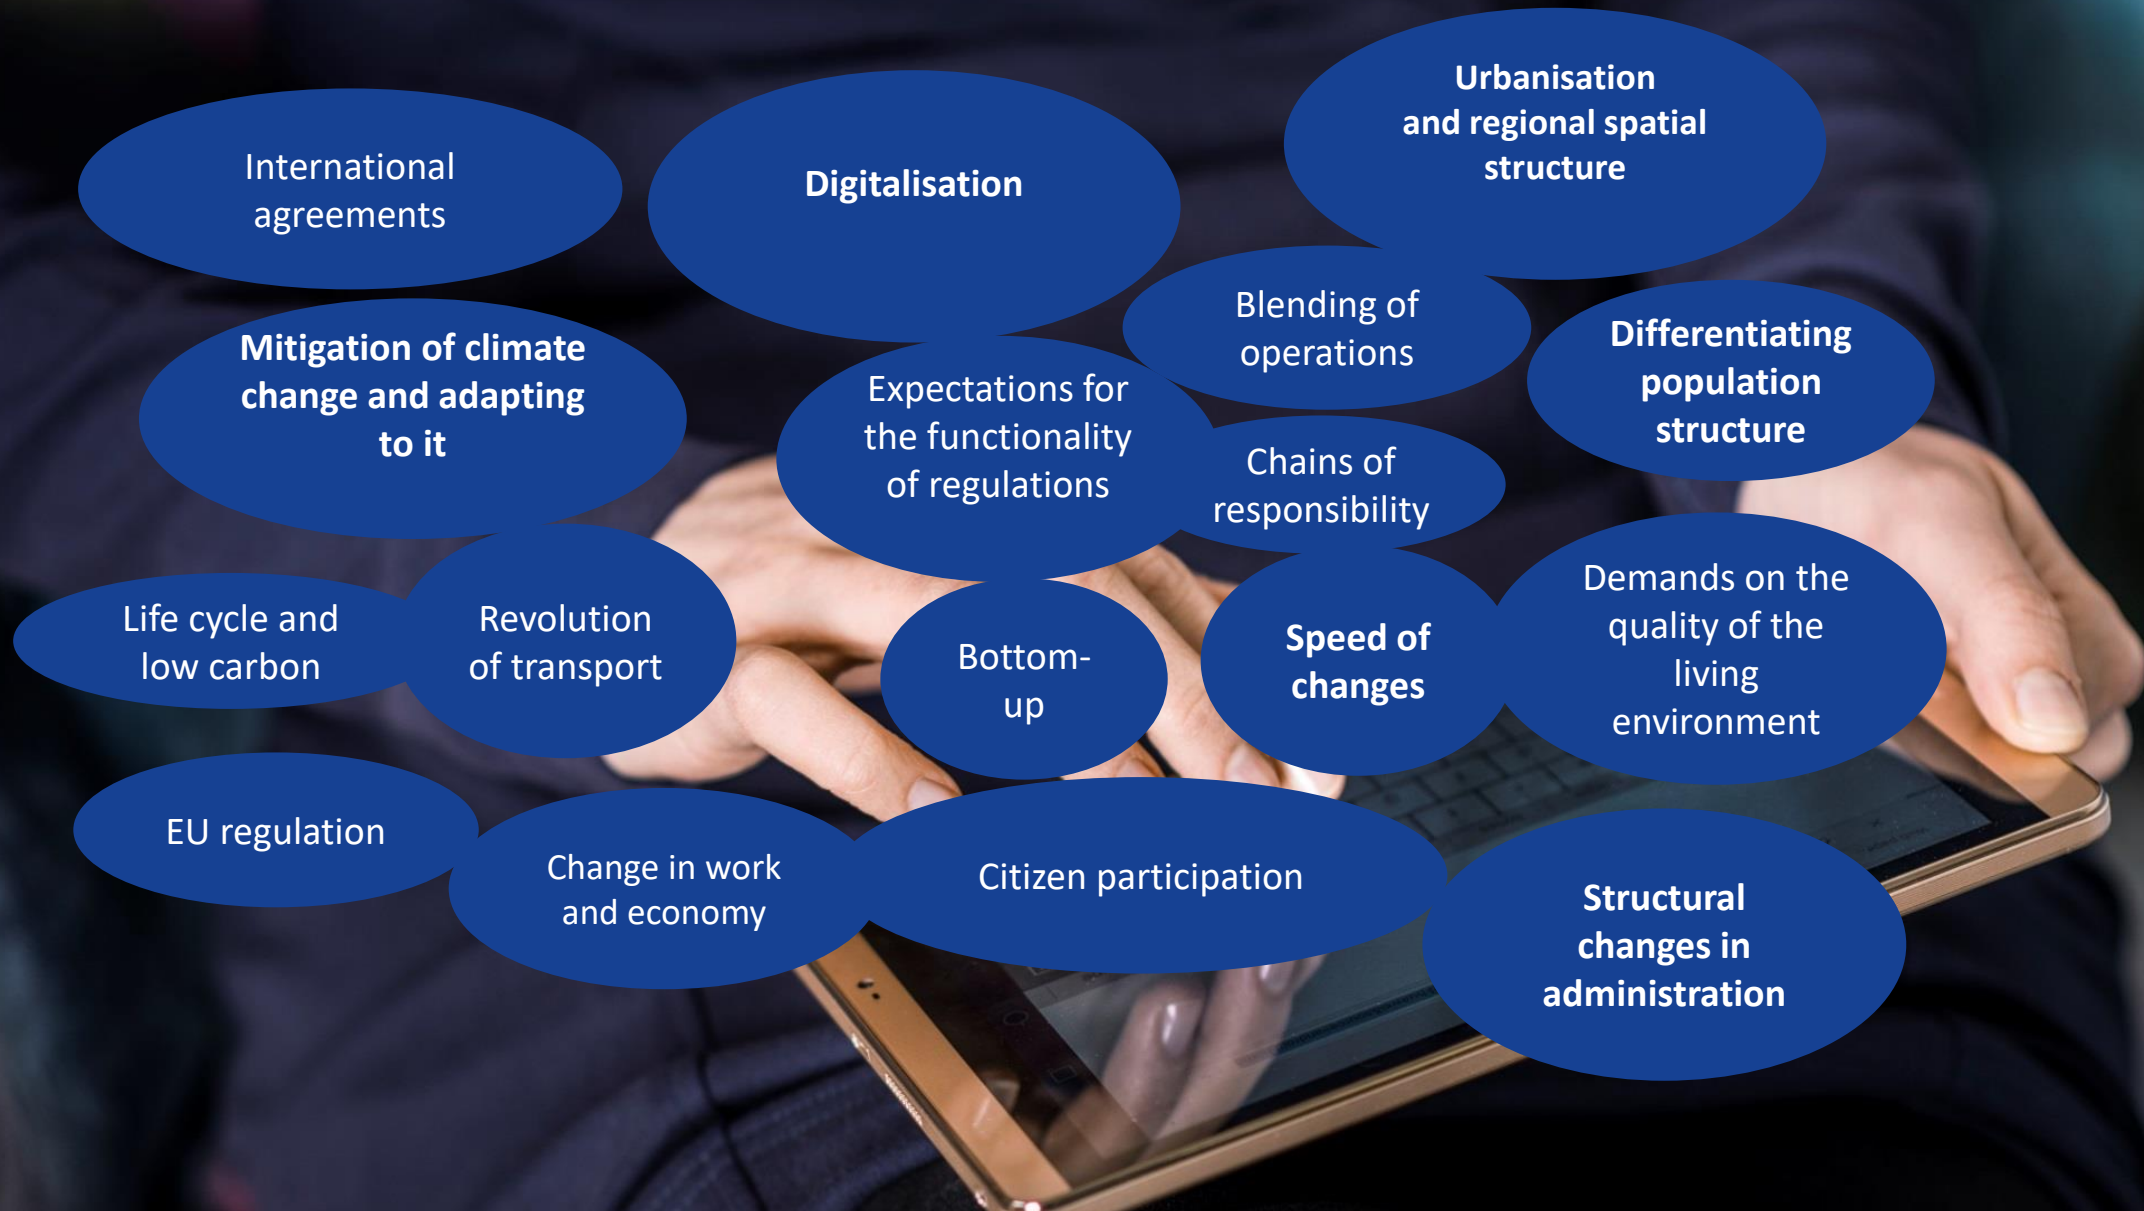 International
agreements
Digitalisation
Urbanisation
and regional spatial
structure
Mitigation of climate
change and adapting
to it
Expectations for
the functionality
of regulations
Blending of
operations
Differentiating
population
structure
Chains of
responsibility
Life cycle and
low carbon
Revolution
of transport
Bottom-
up
Speed of
changes
Demands on the
quality of the
living
environment
EU regulation
Change in work
and economy
Citizen participation
Structural
changes in
administration